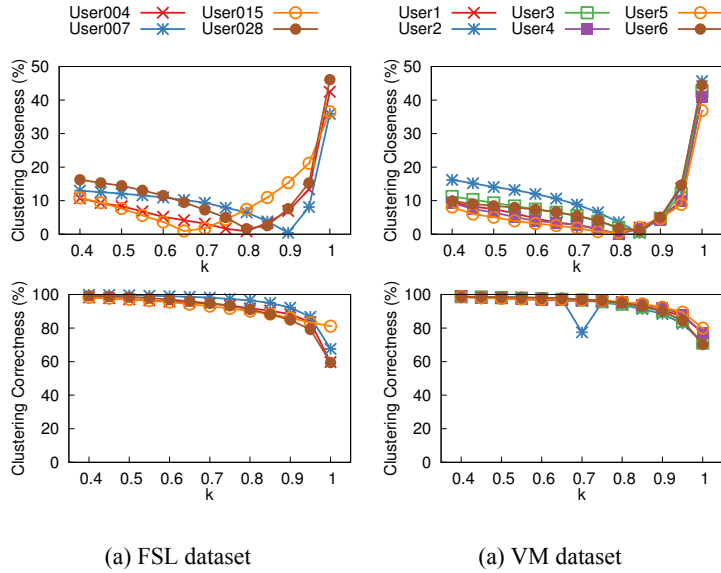 User004 User015
User007 User028
Clustering Closeness (%)
50
40
30
20
10
0
0.4 0.5 0.6 0.7 0.8 0.9 1
k
Clustering Correctness (%)
100
80
60
40
20
0
0.4 0.5 0.6 0.7 0.8 0.9 1
k
(a) FSL dataset
User1 User3 User5
User2 User4 User6
Clustering Closeness (%)
50
40
30
20
10
0
0.4 0.5 0.6 0.7 0.8 0.9 1
k
Clustering Correctness (%)
100
80
60
40
20
0
0.4 0.5 0.6 0.7 0.8 0.9 1
k
(a) VM dataset